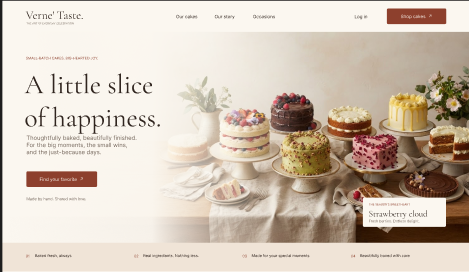 Verne' Taste.
Our cakes
Our story
Occasions
Log in
Shop cakes ↗
A little slice
of happiness.
Thoughtfully baked, beautifully finished.
For the big moments, the small wins,
and the just-because days.
Find your favorite ↗
Made by hand. Shared with love.
Strawberry cloud
Baked fresh, always
Real ingredients. Nothing less.
Made for your special moments
Beautifully boxed with care